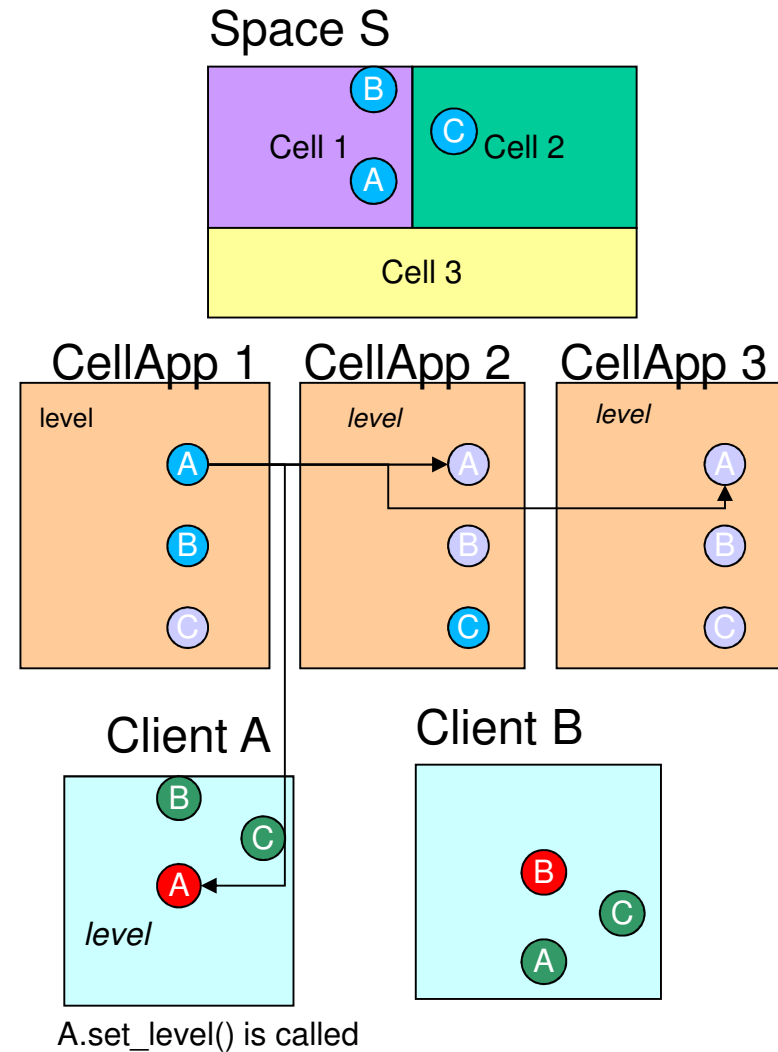 Space S
B
C
Cell 1
Cell 2
A
Cell 3
CellApp 1
CellApp 2
CellApp 3
level
level
level
A
A
A
B
B
B
C
C
C
Client A
Client B
B
C
A
level
B
C
A
A.set_level() is called